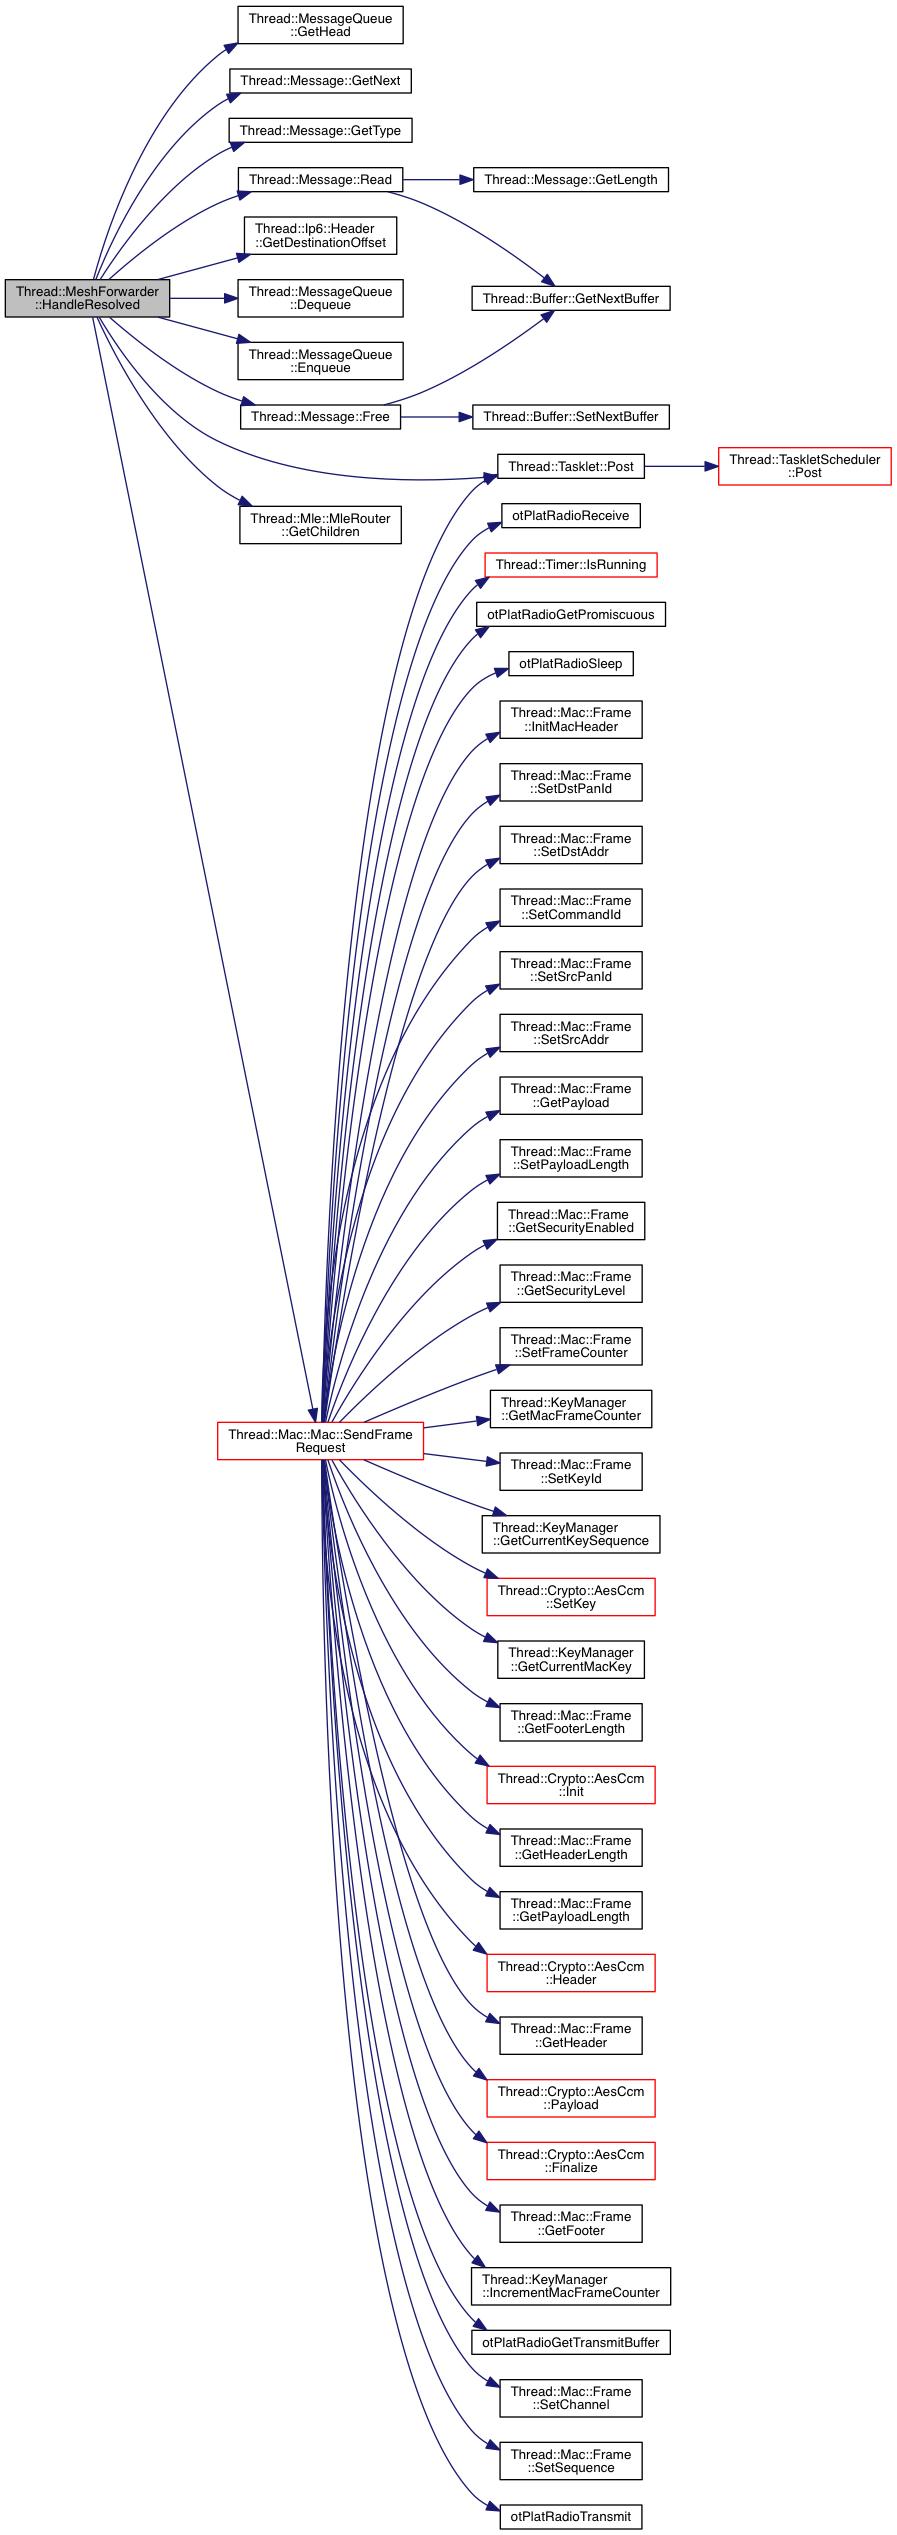 Thread::MessageQueue
::GetHead
Thread::Message::GetNext
Thread::Message::GetType
Thread::Message::Read
Thread::Message::GetLength
Thread::Ip6::Header
::GetDestinationOffset
Thread::MeshForwarder
::HandleResolved
Thread::MessageQueue
::Dequeue
Thread::Buffer::GetNextBuffer
Thread::MessageQueue
::Enqueue
Thread::Message::Free
Thread::Buffer::SetNextBuffer
Thread::Tasklet::Post
Thread::TaskletScheduler
::Post
Thread::Mle::MleRouter
::GetChildren
otPlatRadioReceive
Thread::Timer::IsRunning
otPlatRadioGetPromiscuous
otPlatRadioSleep
Thread::Mac::Frame
::InitMacHeader
Thread::Mac::Frame
::SetDstPanId
Thread::Mac::Frame
::SetDstAddr
Thread::Mac::Frame
::SetCommandId
Thread::Mac::Frame
::SetSrcPanId
Thread::Mac::Frame
::SetSrcAddr
Thread::Mac::Frame
::GetPayload
Thread::Mac::Frame
::SetPayloadLength
Thread::Mac::Frame
::GetSecurityEnabled
Thread::Mac::Frame
::GetSecurityLevel
Thread::Mac::Frame
::SetFrameCounter
Thread::KeyManager
::GetMacFrameCounter
Thread::Mac::Mac::SendFrame
Request
Thread::Mac::Frame
::SetKeyId
Thread::KeyManager
::GetCurrentKeySequence
Thread::Crypto::AesCcm
::SetKey
Thread::KeyManager
::GetCurrentMacKey
Thread::Mac::Frame
::GetFooterLength
Thread::Crypto::AesCcm
::Init
Thread::Mac::Frame
::GetHeaderLength
Thread::Mac::Frame
::GetPayloadLength
Thread::Crypto::AesCcm
::Header
Thread::Mac::Frame
::GetHeader
Thread::Crypto::AesCcm
::Payload
Thread::Crypto::AesCcm
::Finalize
Thread::Mac::Frame
::GetFooter
Thread::KeyManager
::IncrementMacFrameCounter
otPlatRadioGetTransmitBuffer
Thread::Mac::Frame
::SetChannel
Thread::Mac::Frame
::SetSequence
otPlatRadioTransmit